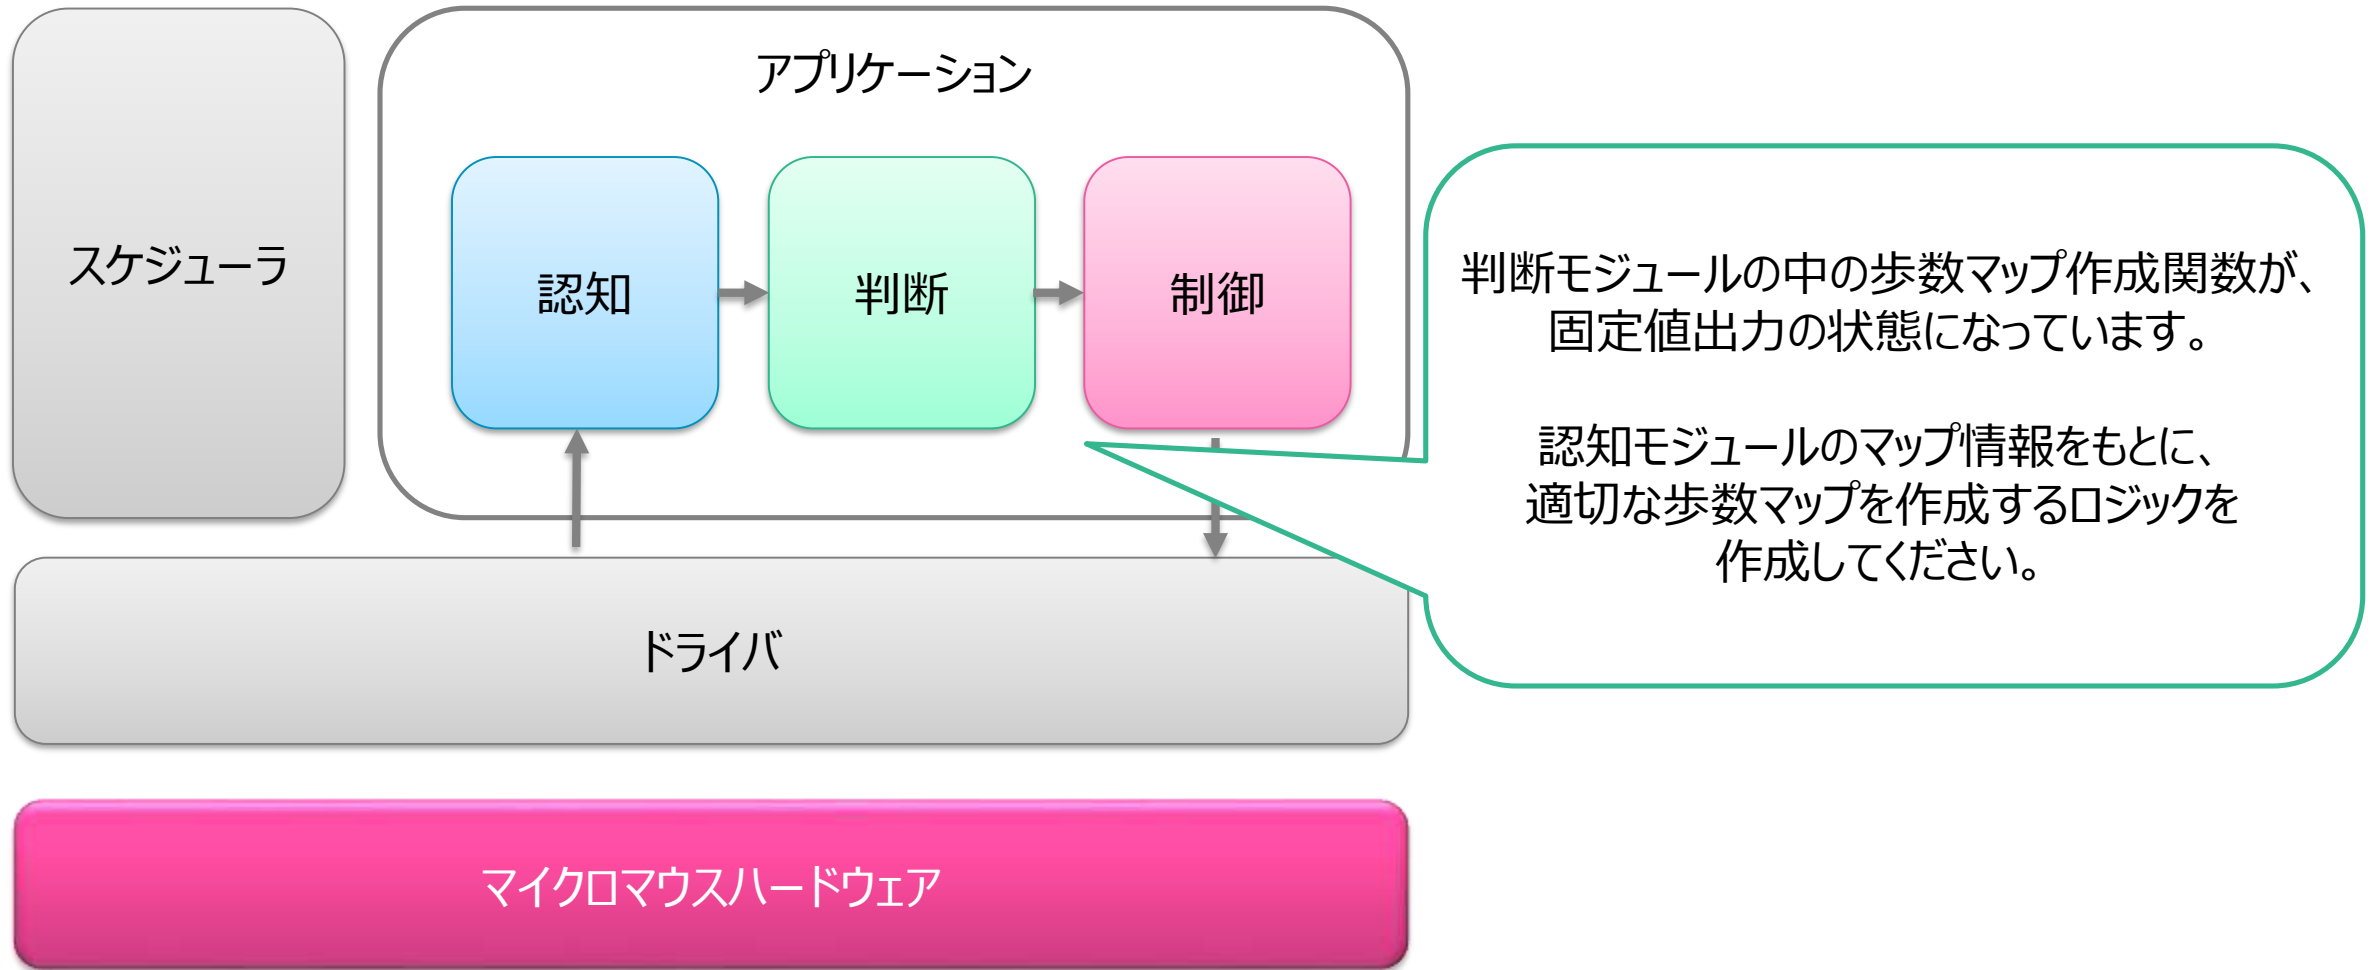 スケジューラ
アプリケーション
認知
判断
制御
判断モジュールの中の歩数マップ作成関数が、
固定値出力の状態になっています。
認知モジュールのマップ情報をもとに、
適切な歩数マップを作成するロジックを
作成してください。
ドライバ
マイクロマウスハードウェア